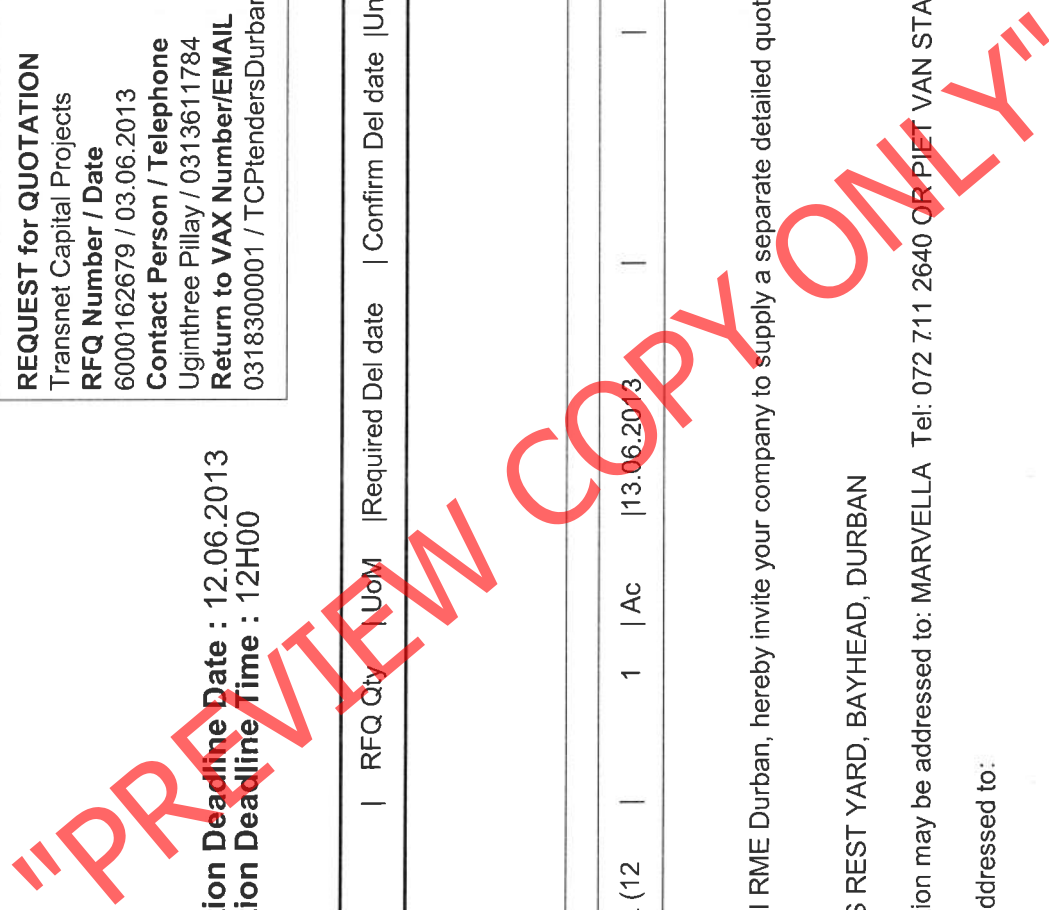 REQUEST for QUOTATION
Transnet Capital Projects
RFQ Number / Date
6000162679 / 03.06.2013
Contact Person / Telephone
Uginthree Pillay / 0313611784
Return to VAX Number/EMAIL
0318300001 / TCPtendersDurban
ion Deadline Date : 12.06.2013
ion Deadline Time : 12H00
| RFQ Qty | UoM |Required Del date | Confirm Del date |Un
. (12 | 1 | Ac |13.06.2013 | |
l RME Durban, hereby invite your company to supply a separate detailed quot
S REST YARD, BAYHEAD, DURBAN
ion may be addressed to: MARVELLA Tel: 072 711 2640 OR PIET VAN STA
ddressed to:
"PREVIEW COPY ONLY"